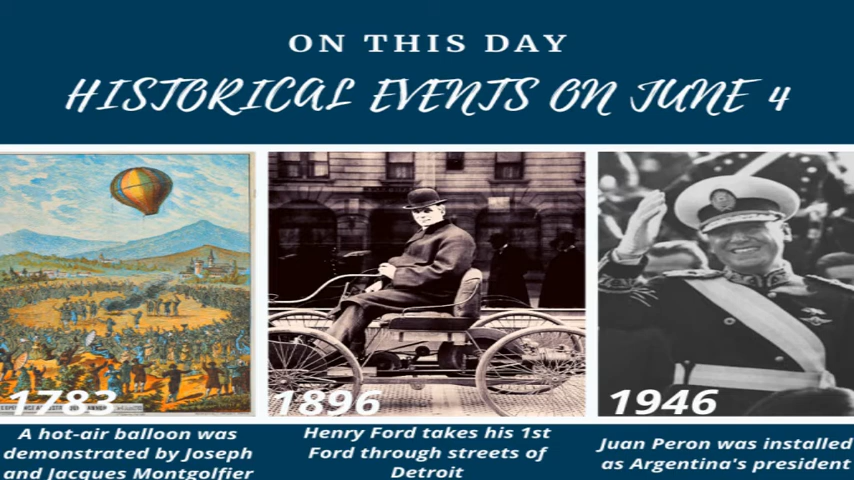 ON THIS DAY
HISTORICAL EVENTS ON JUNE 4
1783
1896
1946
A hot-air balloon was
demonstrated by Joseph
and Jacques Montgolfier
Henry Ford takes his 1st
Ford through streets of
Detroit
Juan Peron was installed
as Argentina's president